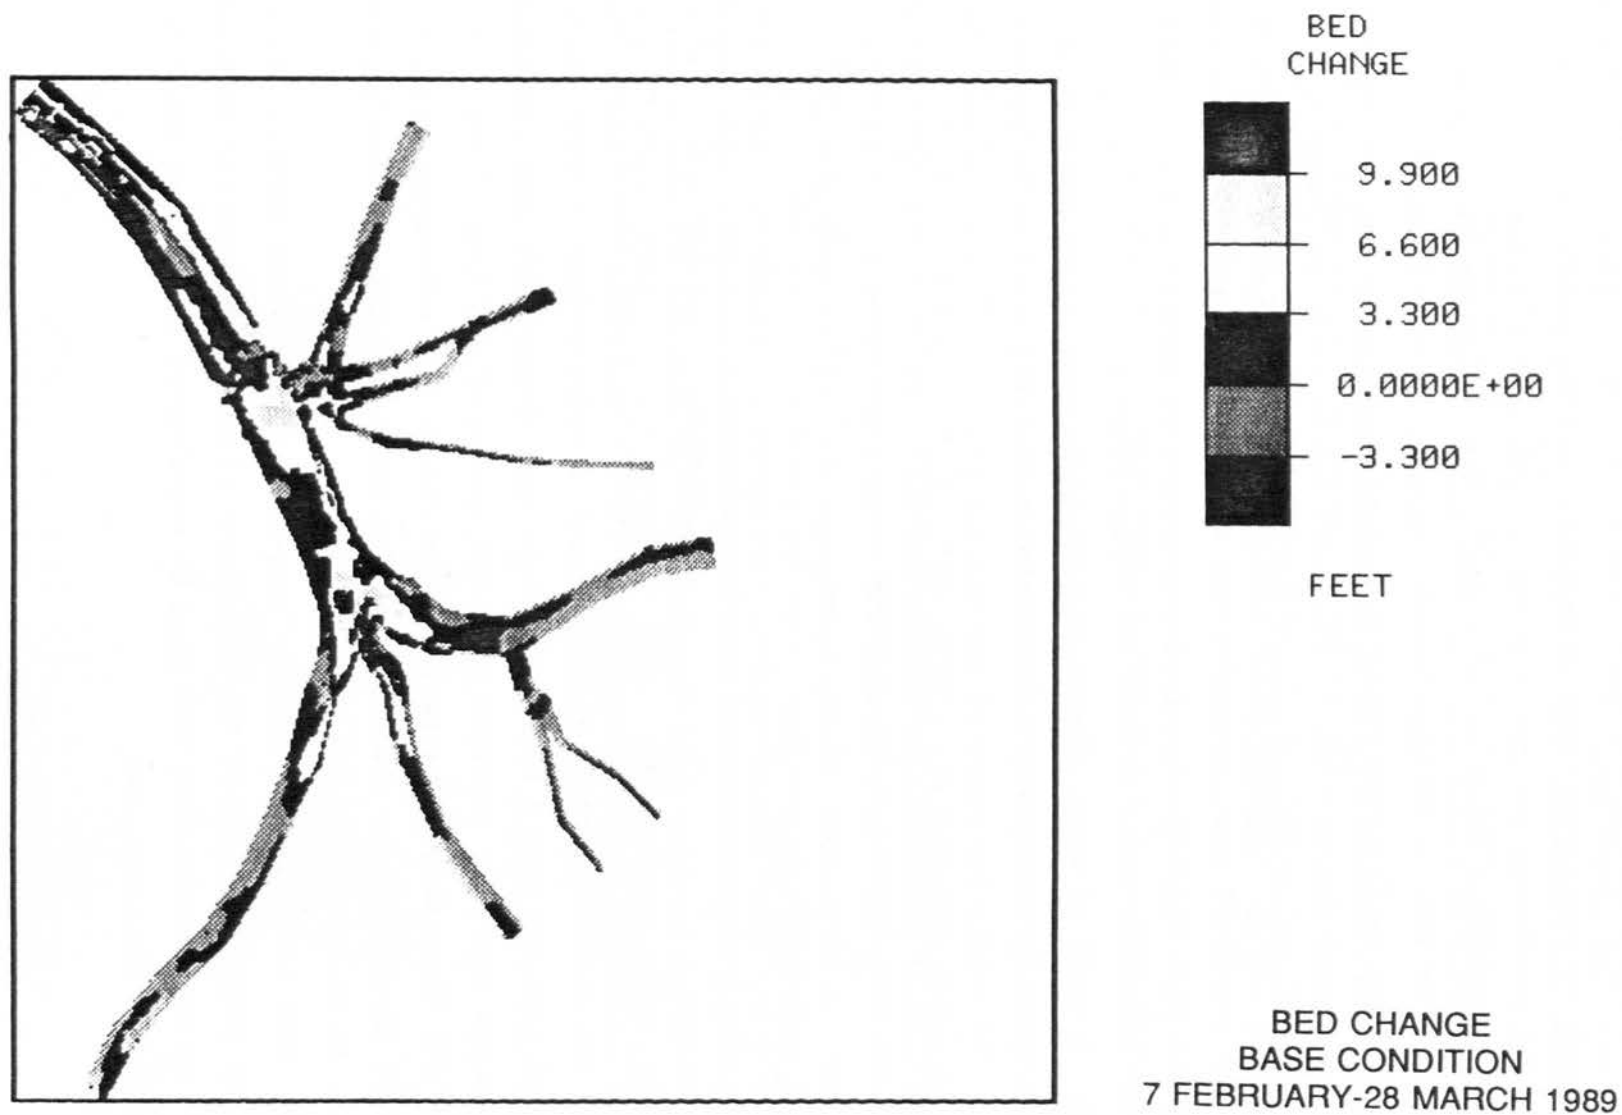 BED
CHANGE
9.900
6.600
3.300
0.0000E+00
-3.300
FEET
BED CHANGE
BASE CONDITION
7 FEBRUARY-28 MARCH 1989